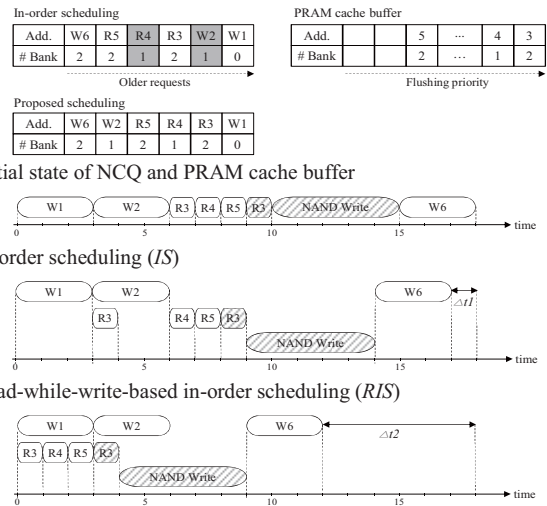 In-order scheduling
Add. W6 R5 R4 R3 W2 W1
# Bank 2 2 1 2 1 0
Older requests
PRAM cache buffer
Add. 5 ... 4 3
# Bank 2 ... 1 2
Flushing priority
Proposed scheduling
Add. W6 W2 R5 R4 R3 W1
# Bank 2 1 2 1 2 0
tial state of NCQ and PRAM cache buffer
W1 W2 R3 R4 R5 R3 NAND Write W6
time
0 5 10 15
order scheduling (IS)
W1 W2 W6
△t1
R3 R4 R5 R3
NAND Write
time
0 5 10 15
ad-while-write-based in-order scheduling (RIS)
W1 W2 W6
△t2
R3 R4 R5 R3
NAND Write
time
0 5 10 15